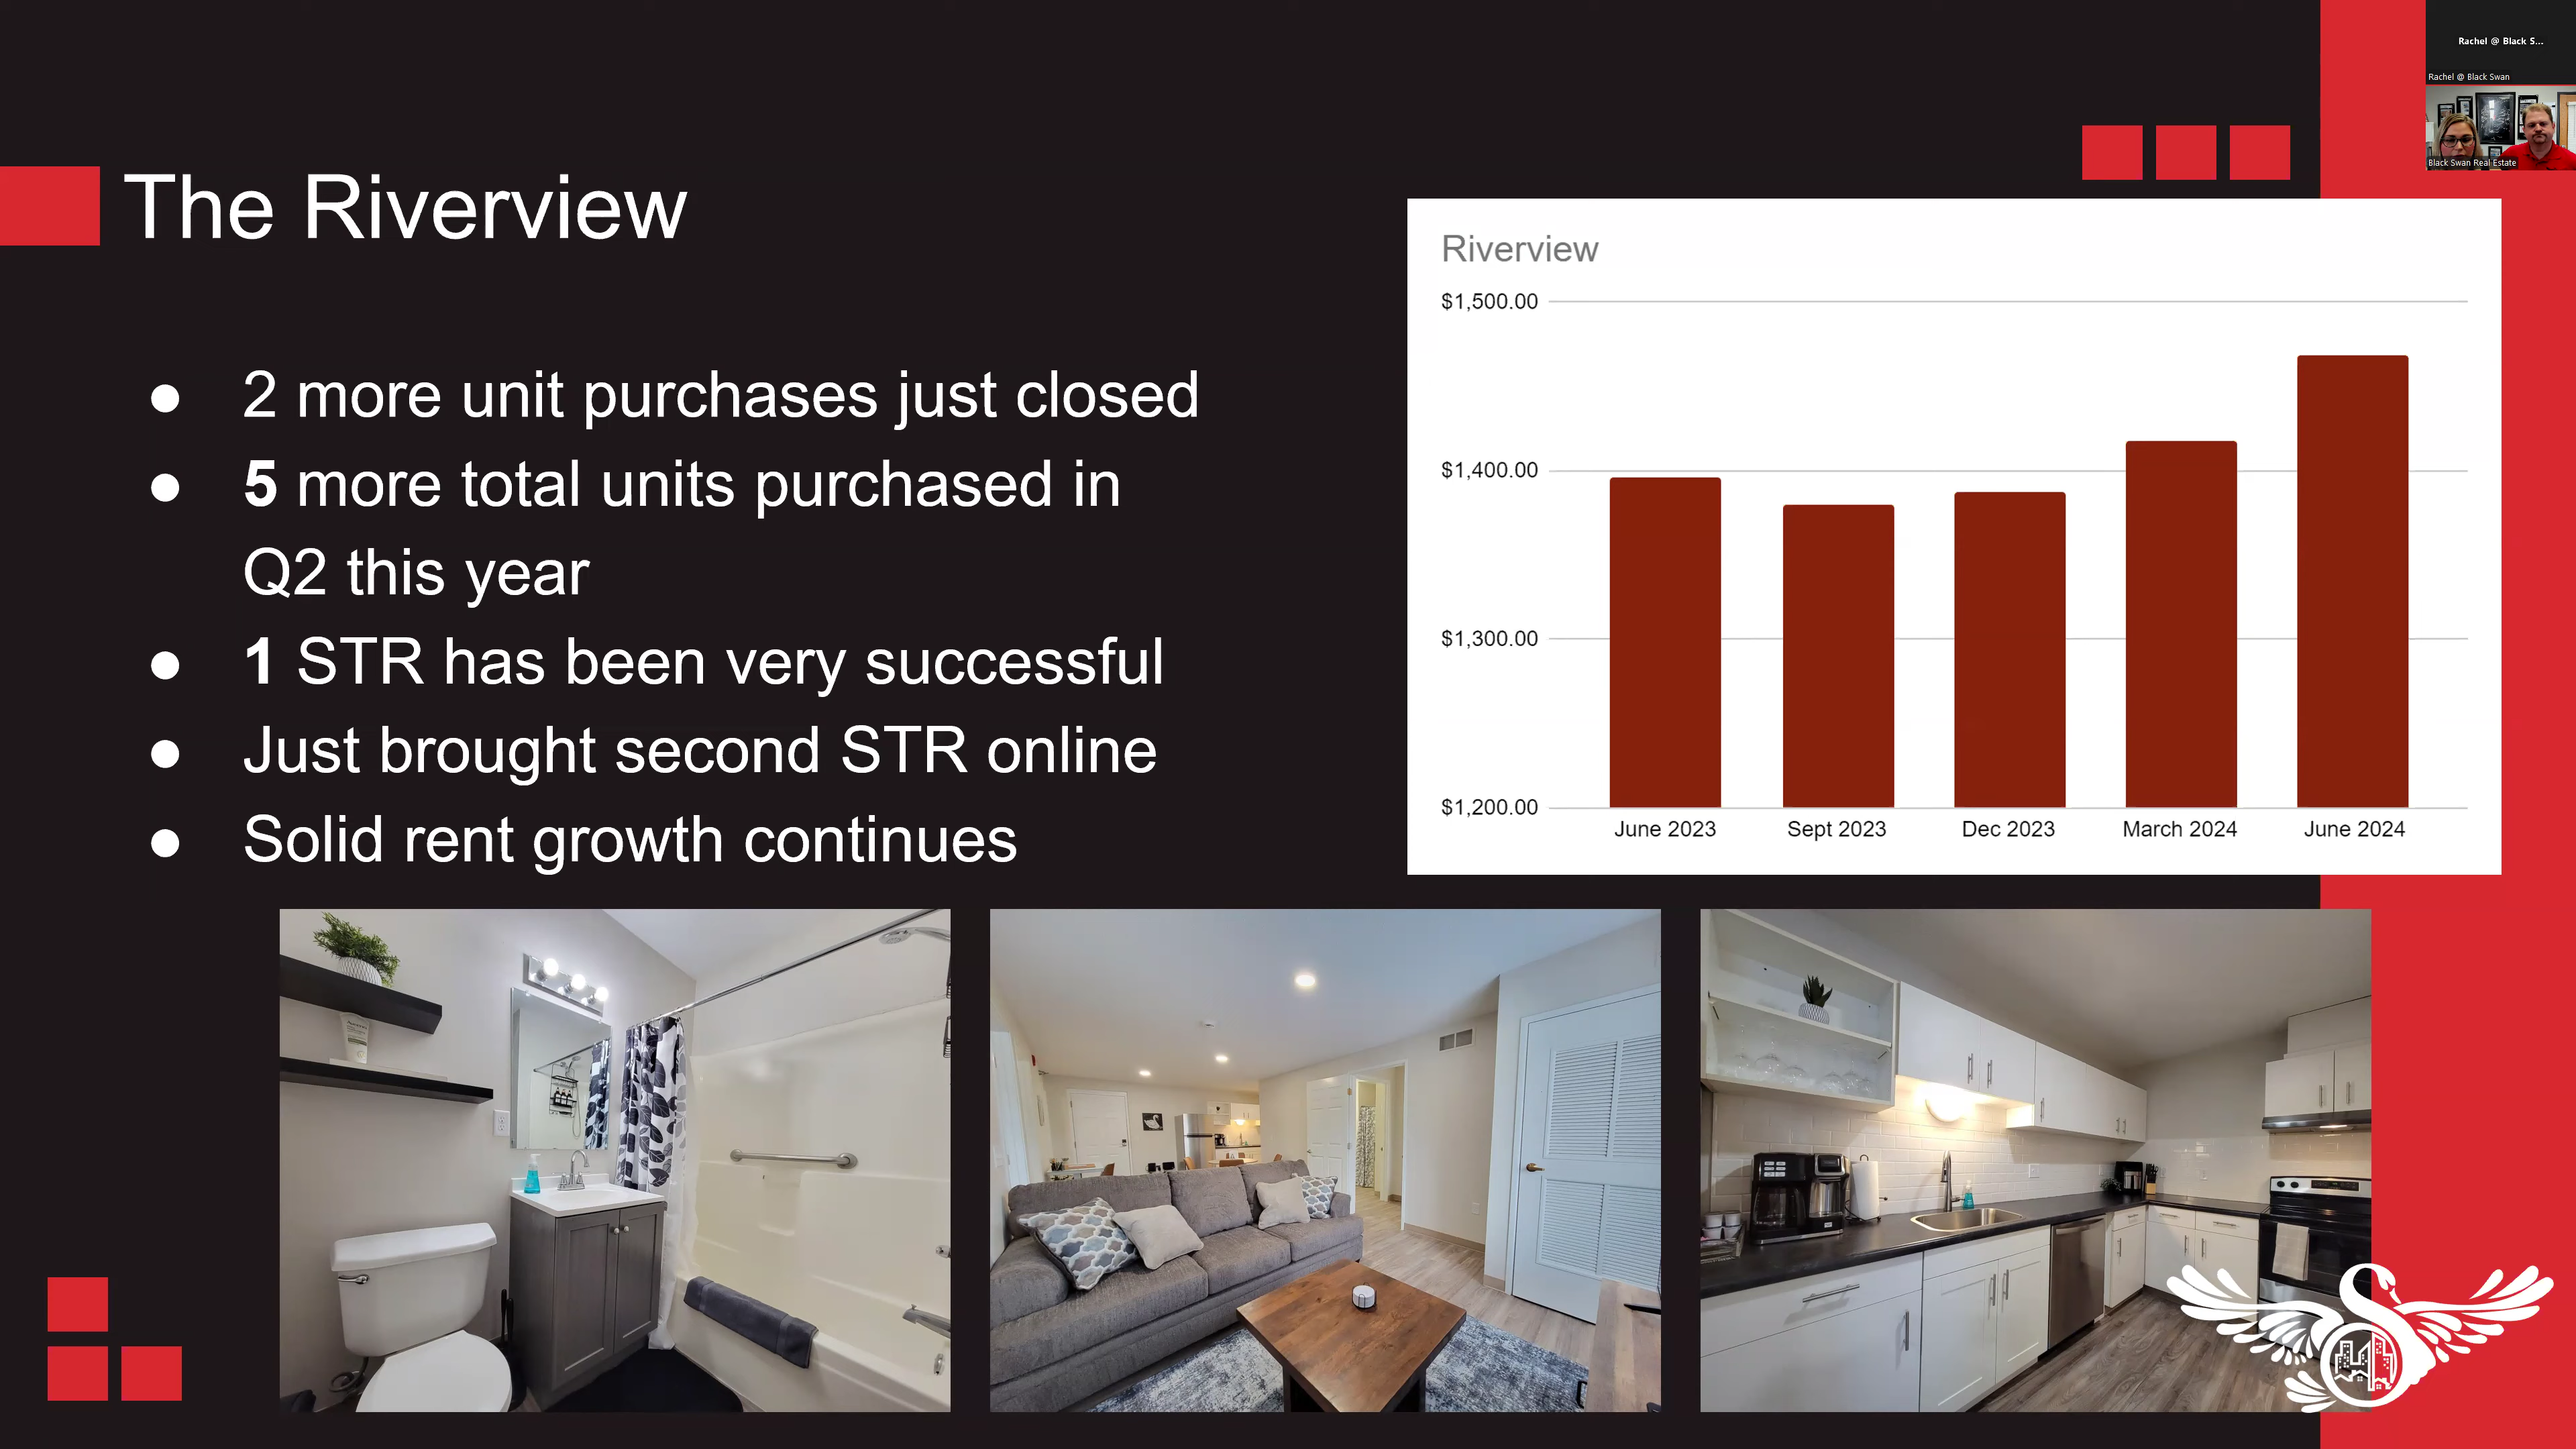 Rachel @ Black S...
Rachel @ Black Swan
Black Swan Real Estate
The Riverview
● 2 more unit purchases just closed
● 5 more total units purchased in
Q2 this year
● 1 STR has been very successful
● Just brought second STR online
● Solid rent growth continues
Riverview
$1,500.00
$1,400.00
$1,300.00
$1,200.00
June 2023
Sept 2023
Dec 2023
March 2024
June 2024